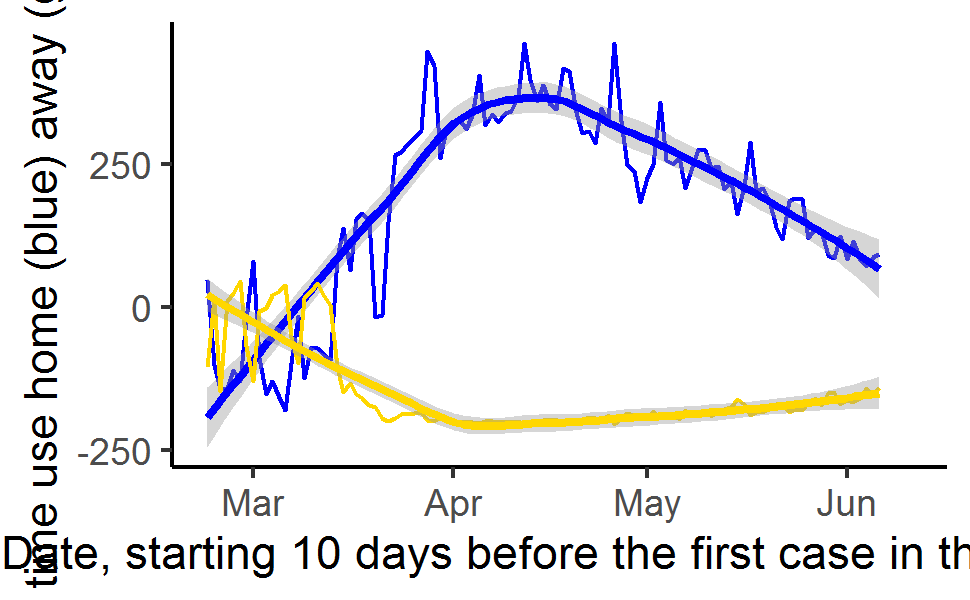 time use home (blue) away (
250
0
-250
Mar Apr May Jun
Date, starting 10 days before the first case in th